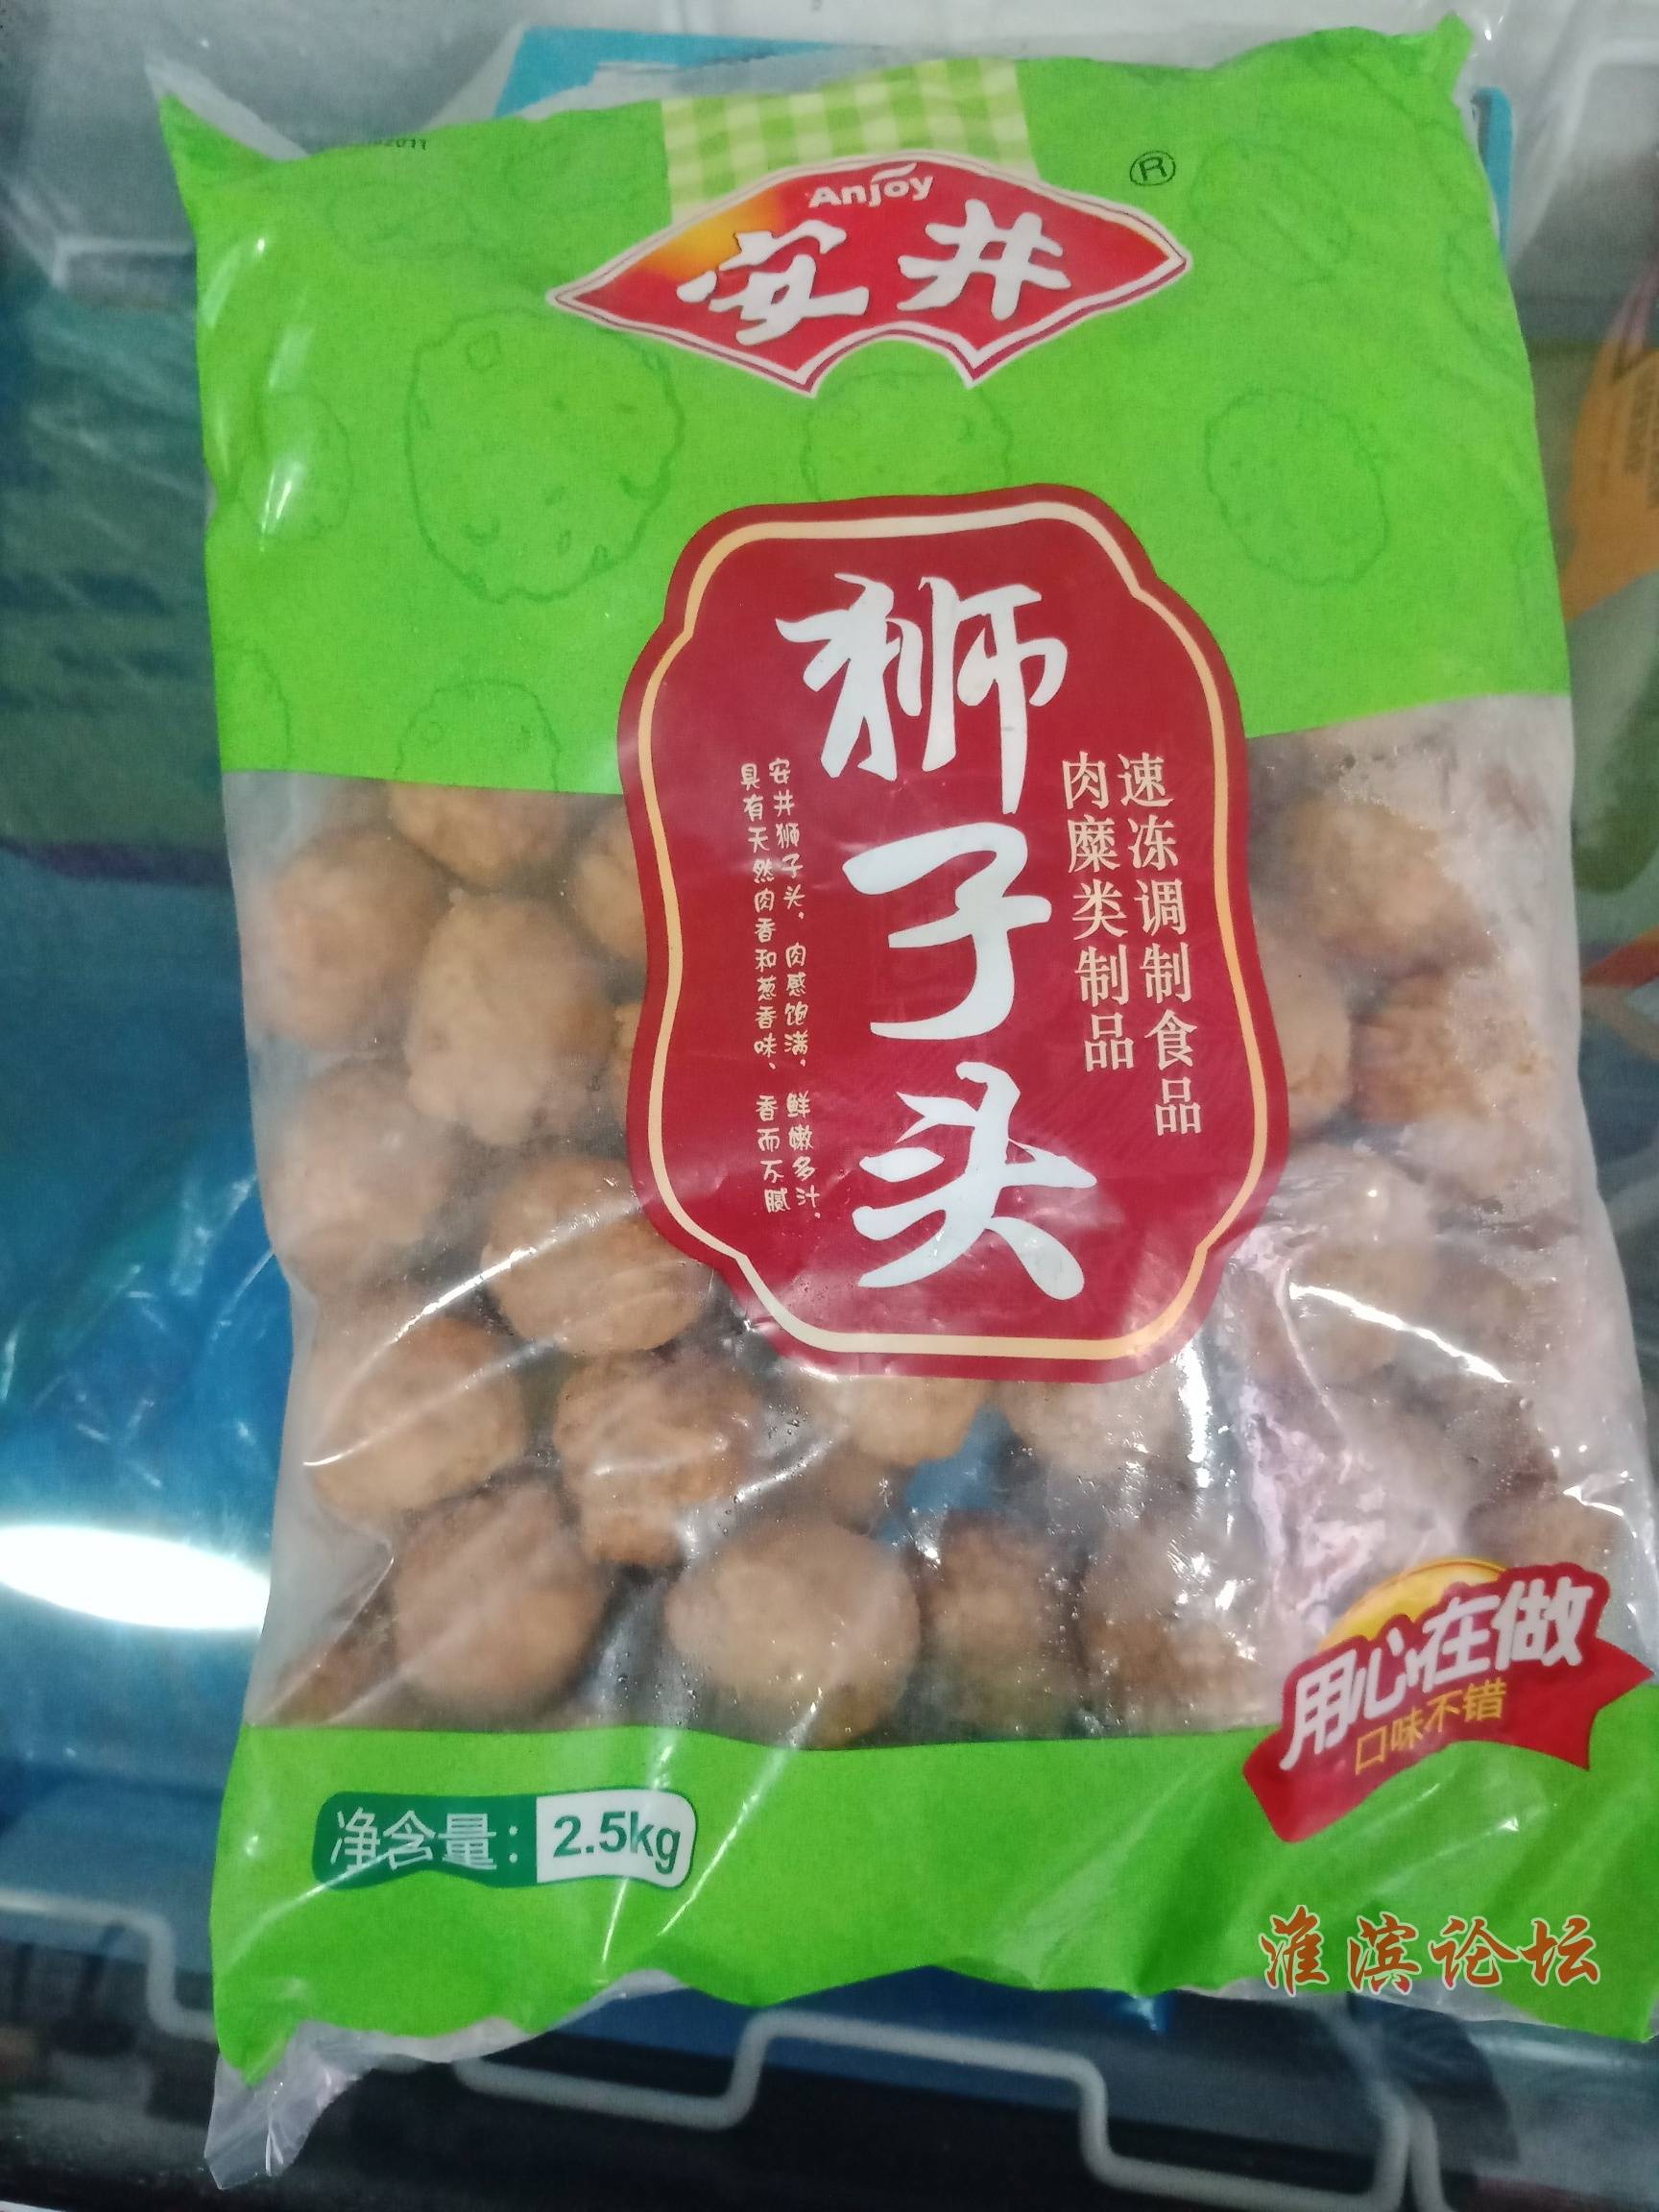 Anjoy
安井
®
狮子头
速冻调制食品
肉糜类制品
安井狮子头，肉感饱满，鲜嫩多汁，
具有天然肉香和葱香味，香而不腻
用心在做
口味不错
净含量：2.5kg
淮滨论坛